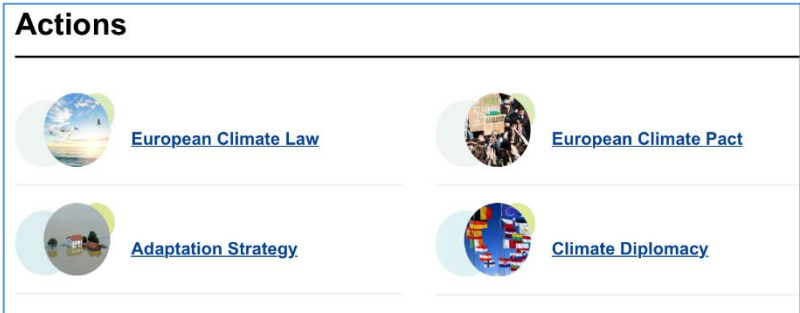 Actions
European Climate Law
European Climate Pact
Adaptation Strategy
Climate Diplomacy